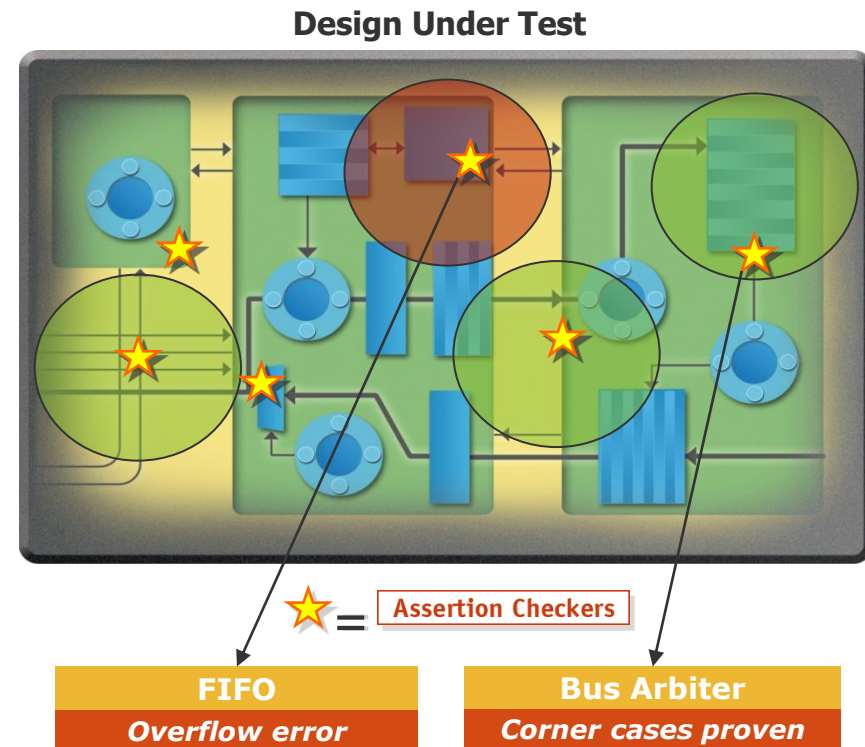 Design Under Test
= Assertion Checkers
FIFO
Overflow error
Bus Arbiter
Corner cases proven